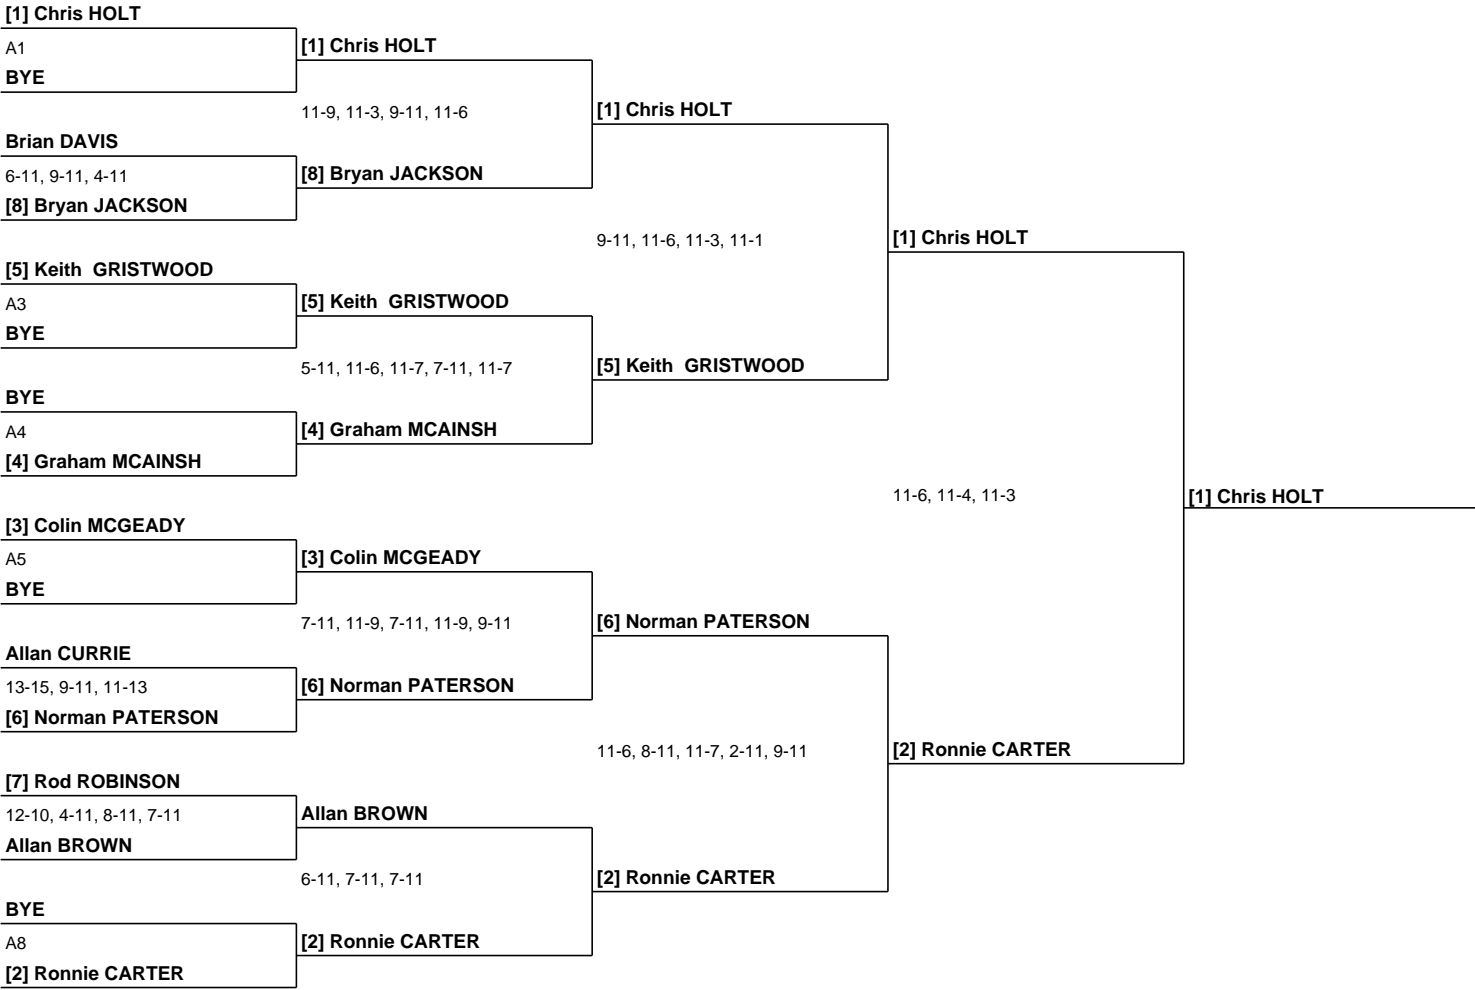 [1] Chris HOLT
A1
BYE
Brian DAVIS
6-11, 9-11, 4-11
[8] Bryan JACKSON
[5] Keith  GRISTWOOD
A3
BYE
BYE
A4
[4] Graham MCAINSH
[3] Colin MCGEADY
A5
BYE
Allan CURRIE
13-15, 9-11, 11-13
[6] Norman PATERSON
[7] Rod ROBINSON
12-10, 4-11, 8-11, 7-11
Allan BROWN
BYE
A8
[2] Ronnie CARTER
[1] Chris HOLT
11-9, 11-3, 9-11, 11-6
[8] Bryan JACKSON
[5] Keith  GRISTWOOD
5-11, 11-6, 11-7, 7-11, 11-7
[4] Graham MCAINSH
[3] Colin MCGEADY
7-11, 11-9, 7-11, 11-9, 9-11
[6] Norman PATERSON
Allan BROWN
6-11, 7-11, 7-11
[2] Ronnie CARTER
[1] Chris HOLT
9-11, 11-6, 11-3, 11-1
[5] Keith  GRISTWOOD
[6] Norman PATERSON
11-6, 8-11, 11-7, 2-11, 9-11
[2] Ronnie CARTER
[1] Chris HOLT
11-6, 11-4, 11-3
[2] Ronnie CARTER
[1] Chris HOLT